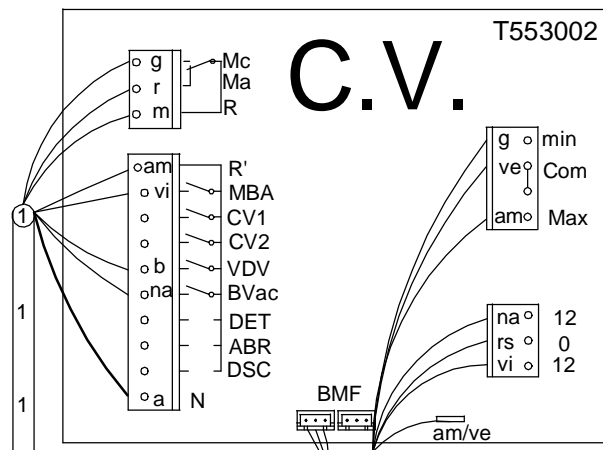 T553002
C.V.
g Mc
r Ma
m R
am R'
vi MBA
CV1
CV2
b VDV
na BVac
DET
ABR
DSC
a N
1
1
1
g min
ve Com
am Max
na 12
rs 0
vi 12
BMF
am/ve